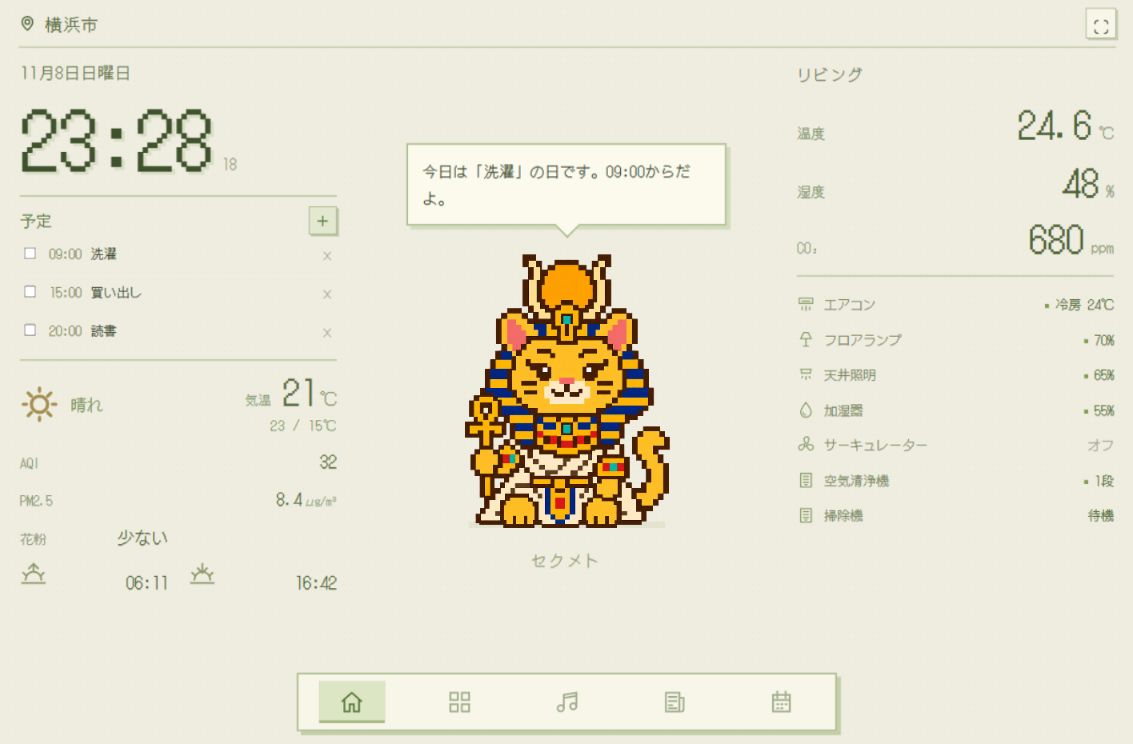 横浜市
11月8日日曜日
23:28 18
予定 +
09:00 洗濯 ×
15:00 買い出し ×
20:00 読書 ×
晴れ 気温 21℃
23 / 15℃
AQI 32
PM2.5 8.4 μg/m³
花粉 少ない
06:11 16:42
今日は「洗濯」の日です。09:00からだ
よ。
セクメト
リビング
温度 24.6 ℃
湿度 48 %
CO₂ 680 ppm
エアコン 冷房 24℃
フロアランプ 70%
天井照明 65%
加湿器 55%
サーキュレーター オフ
空気清浄機 1段
掃除機 待機